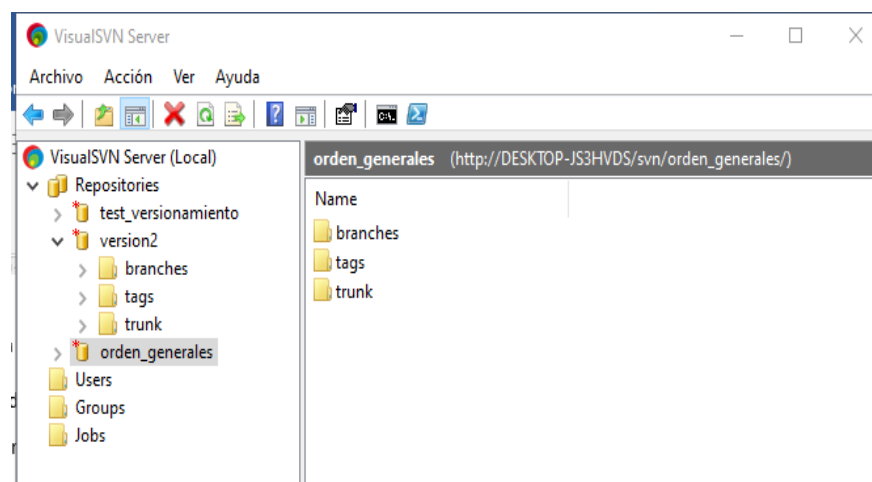 VisualSVN Server
Archivo Acción Ver Ayuda
VisualSVN Server (Local)
Repositories
test_versionamiento
version2
branches
tags
trunk
orden_generales
Users
Groups
Jobs
orden_generales (http://DESKTOP-JS3HVDS/svn/orden_generales/)
Name
branches
tags
trunk